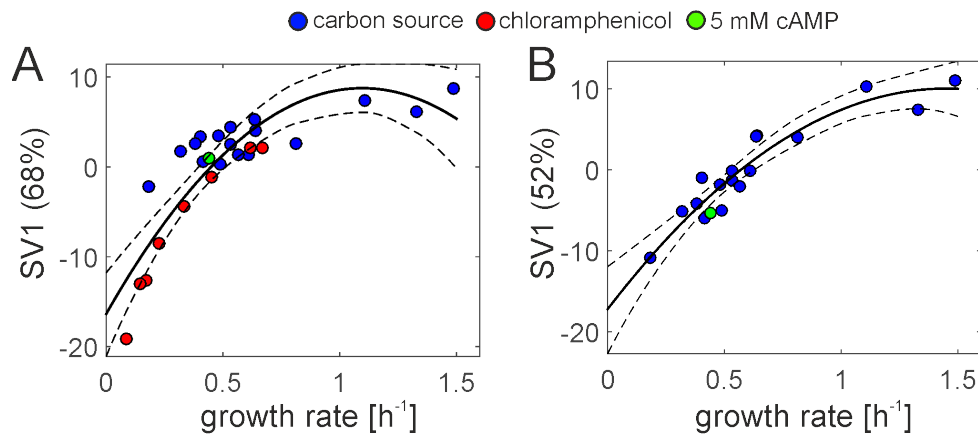 carbon source chloramphenicol 5 mM cAMP
A
SV1 (68%)
10
0
-10
-20
0 0.5 1 1.5
growth rate [h⁻¹]
B
SV1 (52%)
10
0
-10
-20
0 0.5 1 1.5
growth rate [h⁻¹]